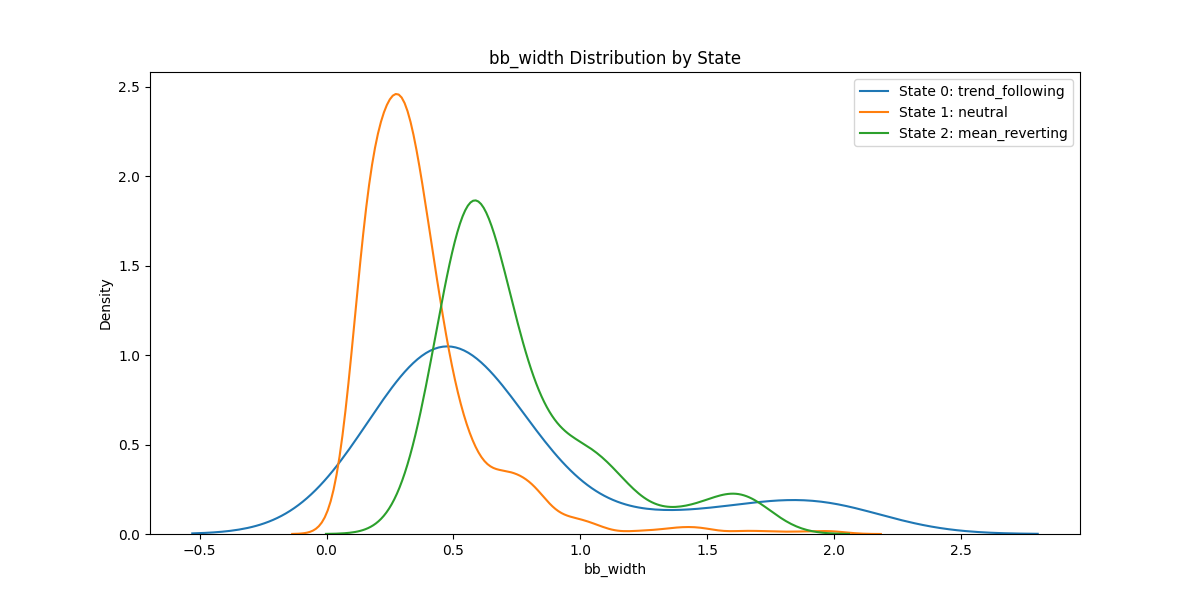 bb_width Distribution by State
State 0: trend_following
State 1: neutral
State 2: mean_reverting
Density
2.5
2.0
1.5
1.0
0.5
0.0
−0.5
0.0
0.5
1.0
1.5
2.0
2.5
bb_width